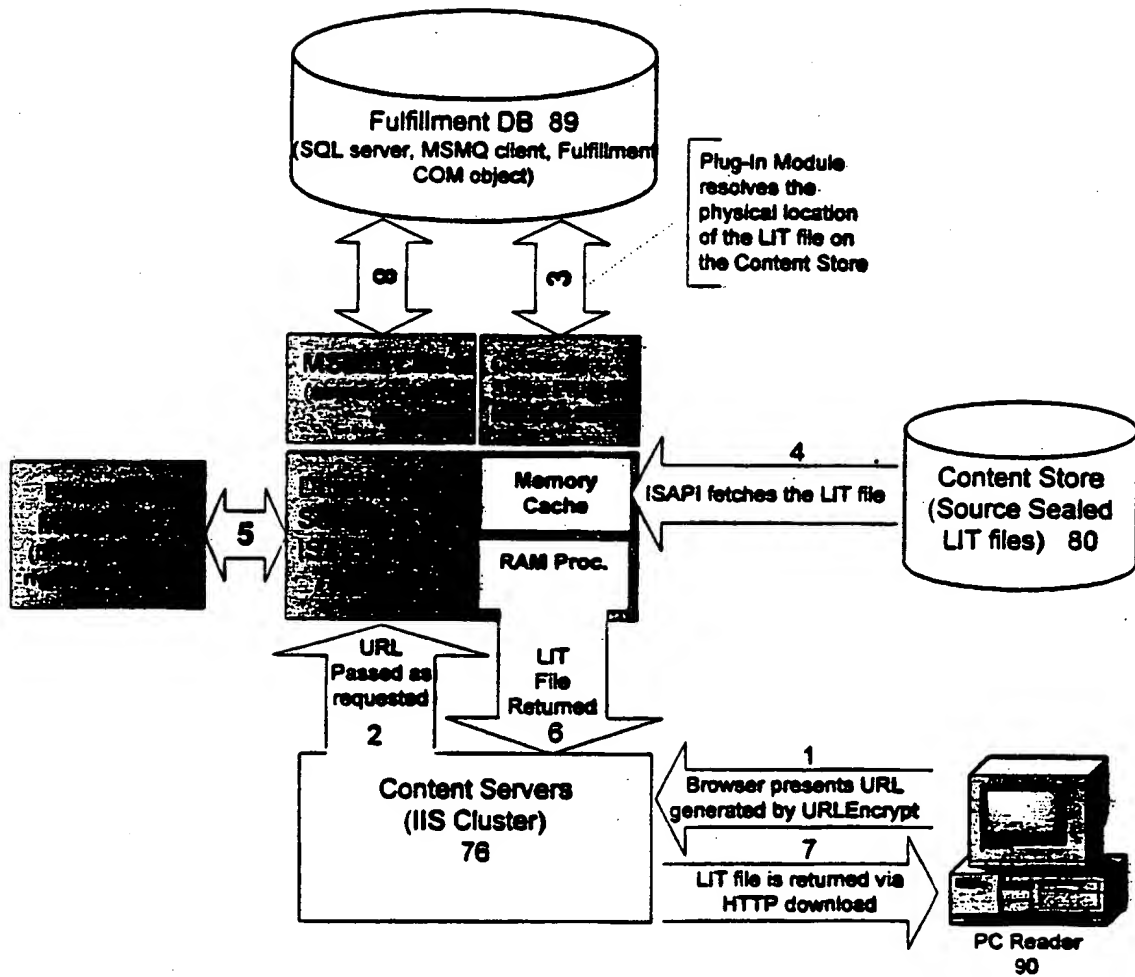 Fulfillment DB 89
(SQL server, MSMQ client, Fulfillment
COM object)
Plug-In Module
resolves the
physical location
of the LIT file on
the Content Store
8
3
Memory
Cache
RAM Proc.
4
ISAPI fetches the LIT file
Content Store
(Source Sealed
LIT files) 80
5
URL
Passed as
requested
2
LIT
File
Returned
6
Content Servers
(IIS Cluster)
76
1
Browser presents URL
generated by URLEncrypt
7
LIT file is returned via
HTTP download
PC Reader
90